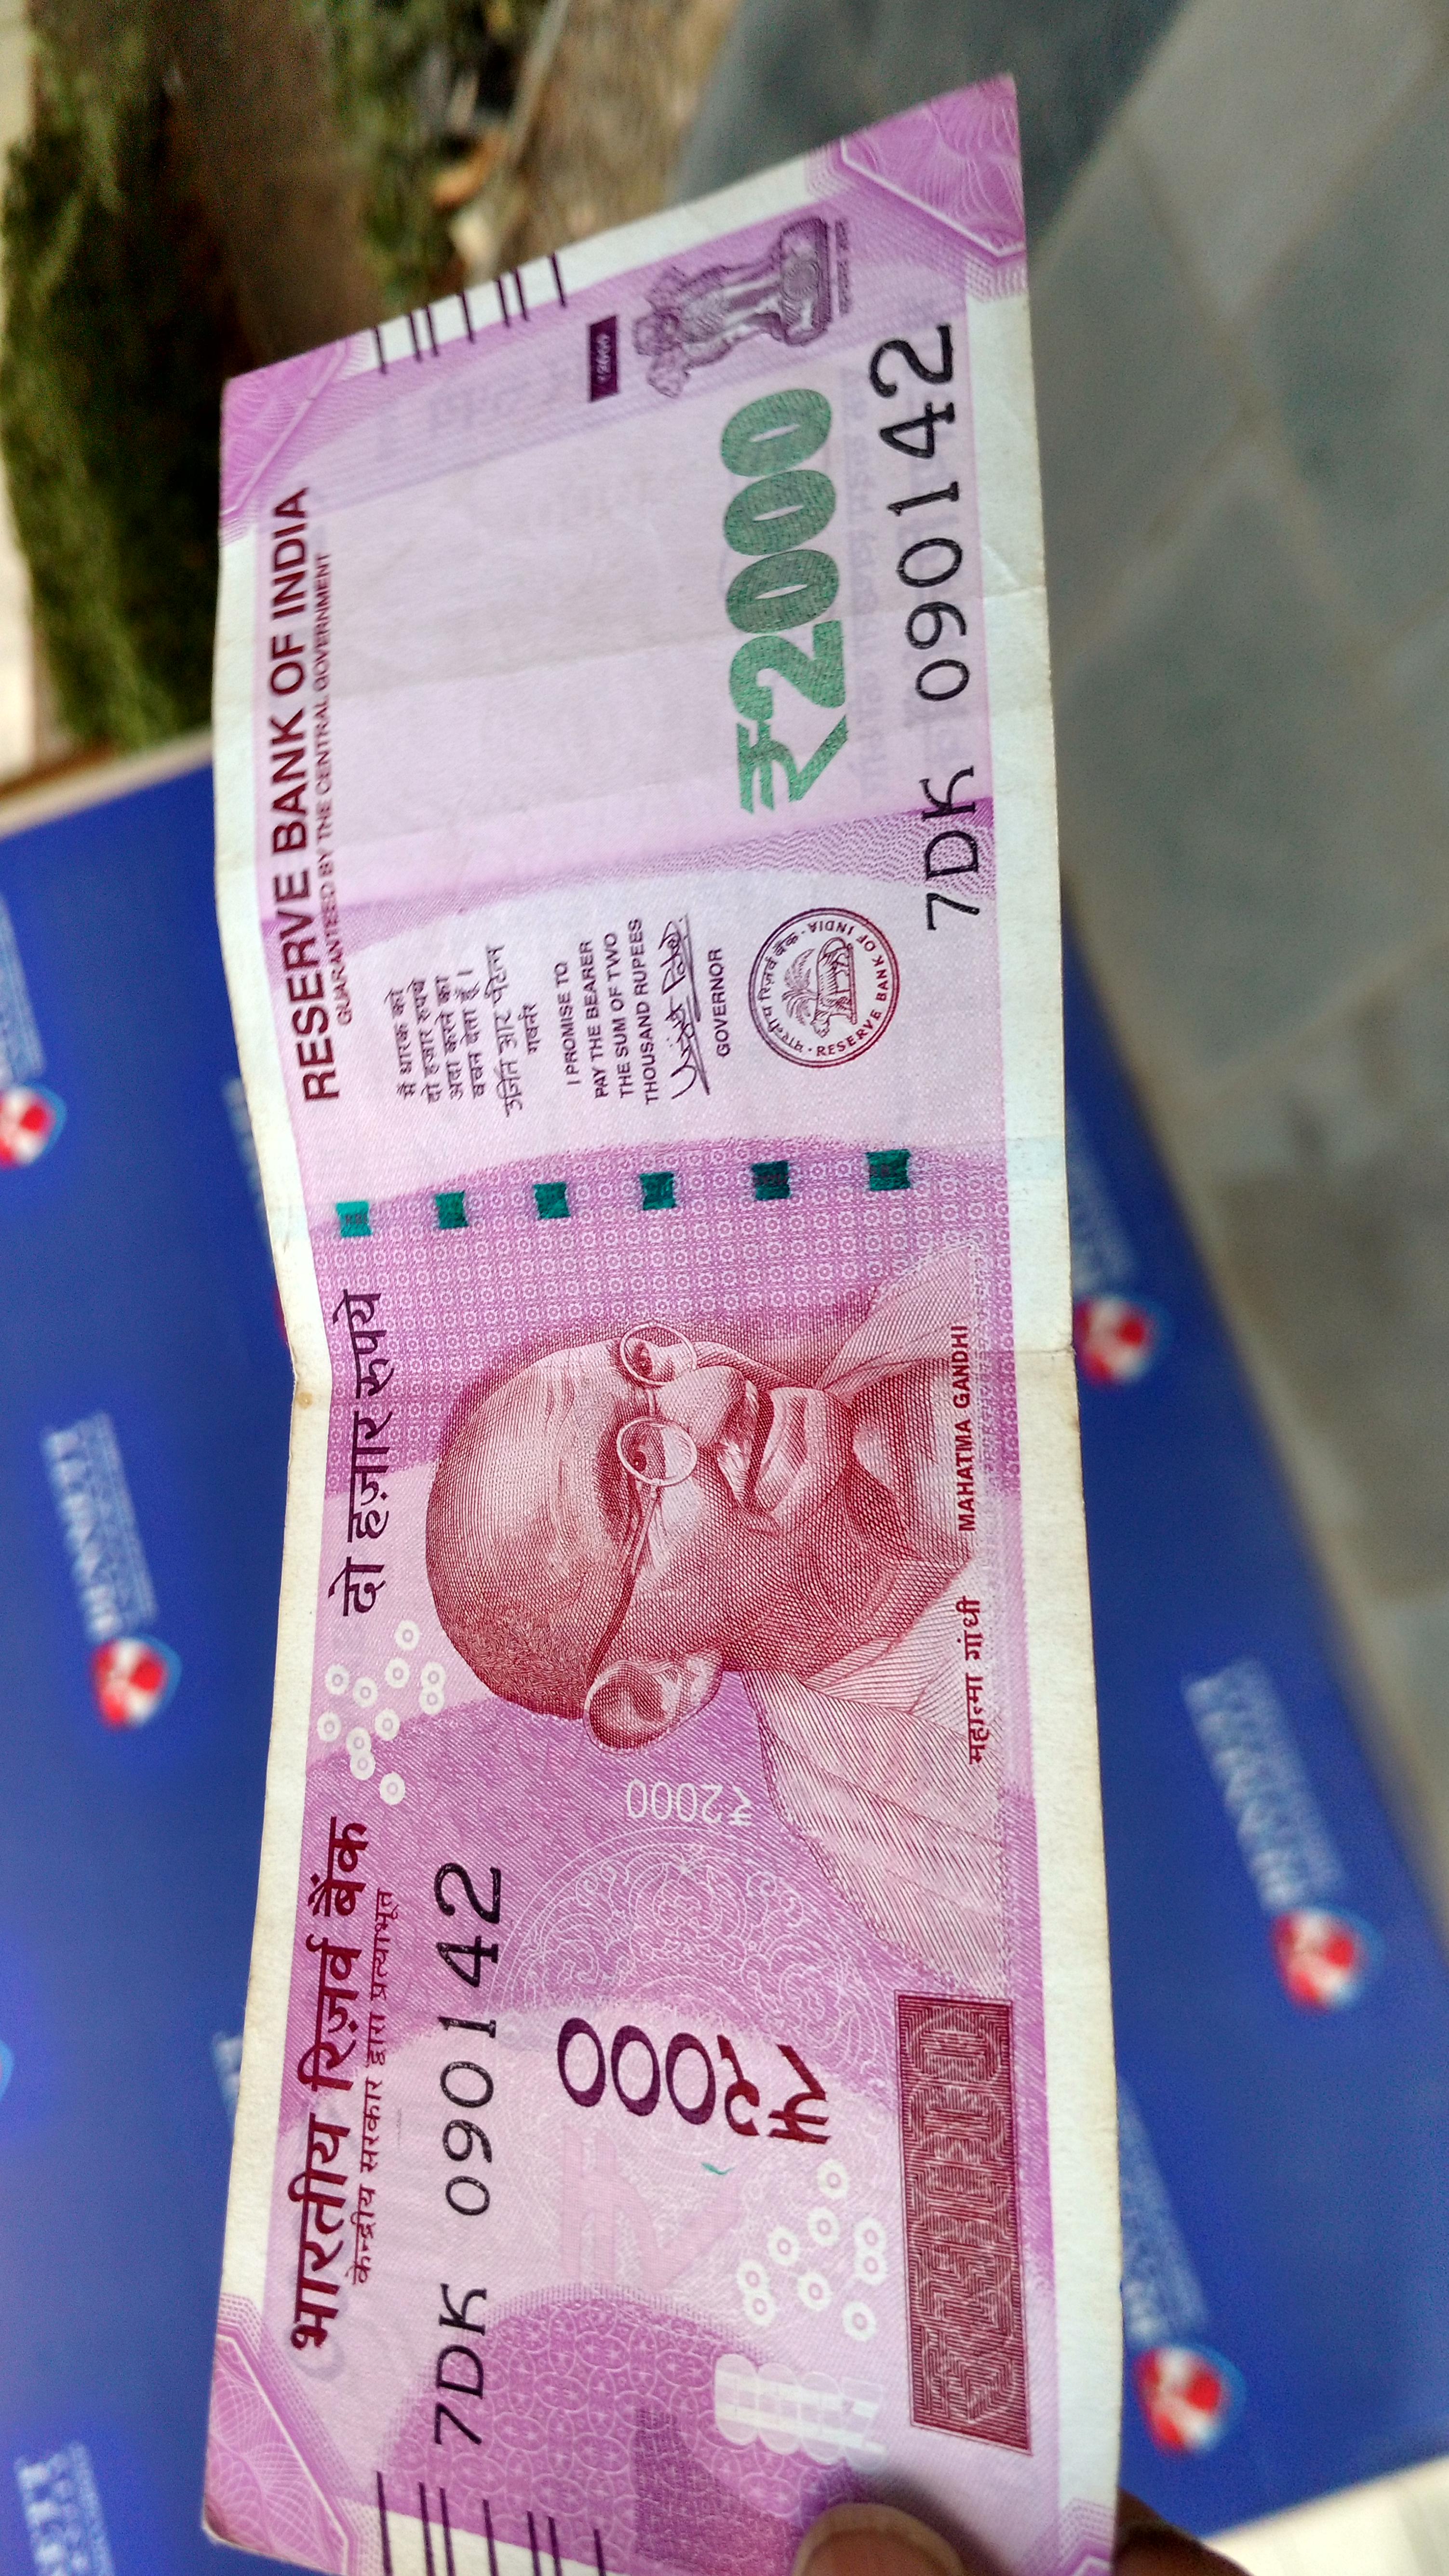 भारतीय रिज़र्व बैंक
केन्द्रीय सरकार द्वारा प्रत्याभूत
7DK 090142
₹२०००
₹2000
दो हज़ार रुपये
महात्मा गांधी MAHATMA GANDHI
RESERVE BANK OF INDIA
GUARANTEED BY THE CENTRAL GOVERNMENT
मैं धारक को
दो हज़ार रुपये
अदा करने का
वचन देता हूँ ।
उर्जित आर पटेल
गवर्नर
I PROMISE TO
PAY THE BEARER
THE SUM OF TWO
THOUSAND RUPEES
GOVERNOR
भारतीय रिज़र्व बैंक
RESERVE BANK OF INDIA
₹2000
₹2000
7DK 090142